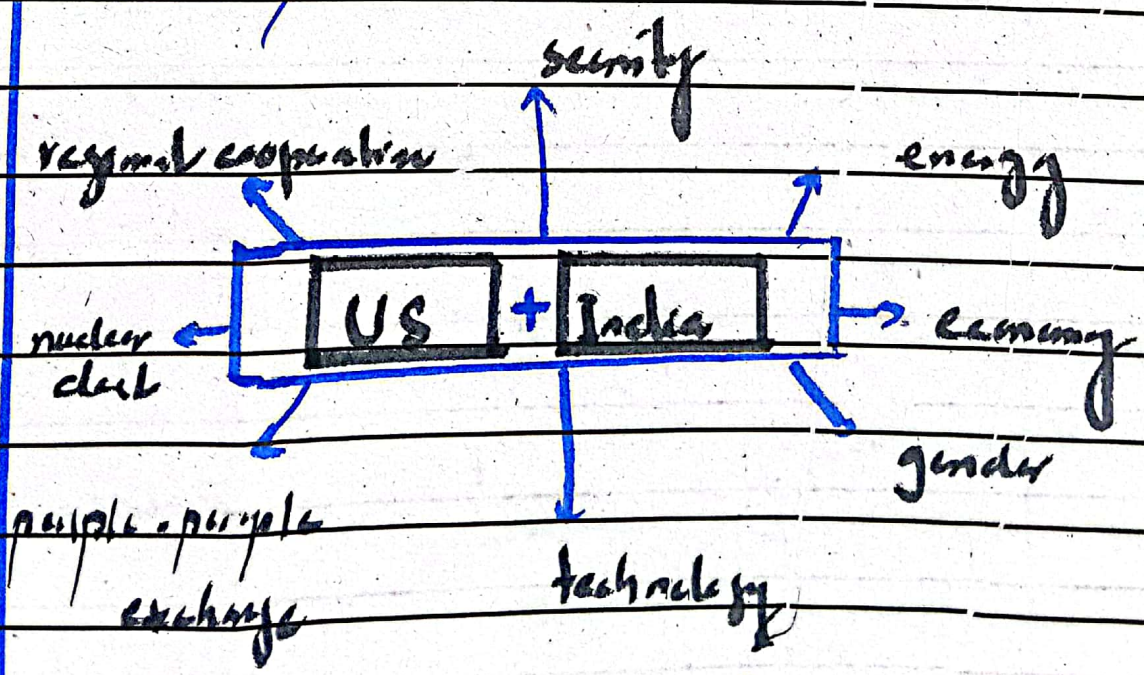 security
regional cooperation
energy
US + India
nuclear
deal
economy
gender
people-people
exchange
technology